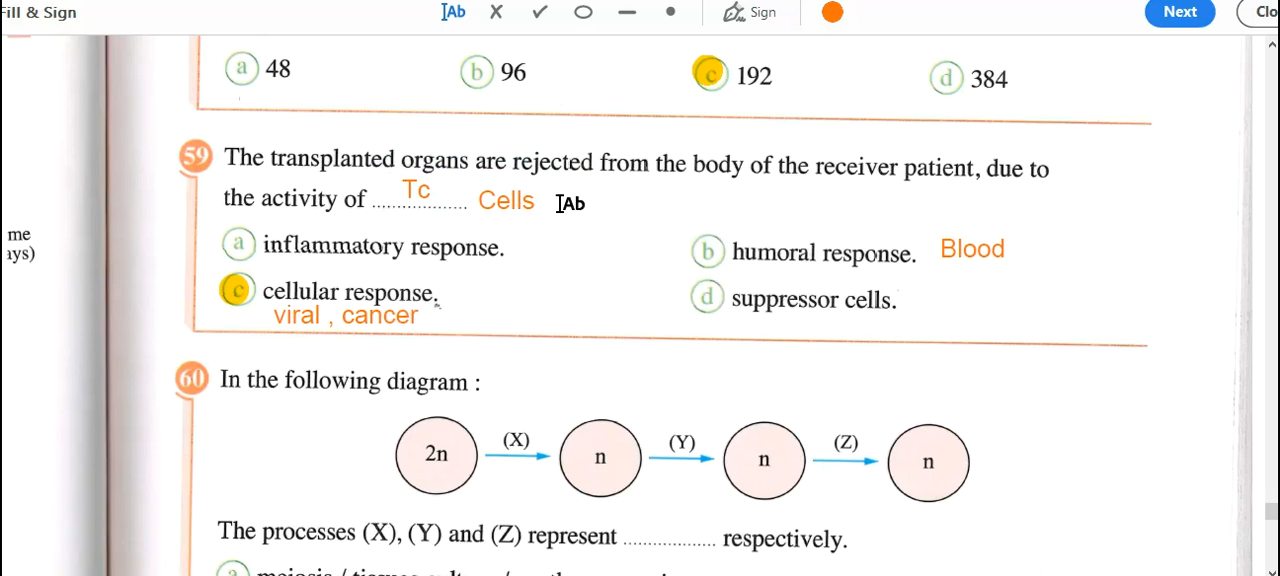 Fill & Sign
Ab
Sign
Next
Clo
a 48
b 96
c 192
d 384
59 The transplanted organs are rejected from the body of the receiver patient, due to
the activity of .................. Tc Cells Ab
me
ays)
a inflammatory response.
b humoral response. Blood
c cellular response.
d suppressor cells.
viral , cancer
60 In the following diagram :
2n (X) n (Y) n (Z) n
The processes (X), (Y) and (Z) represent ................. respectively.
a meiosis /